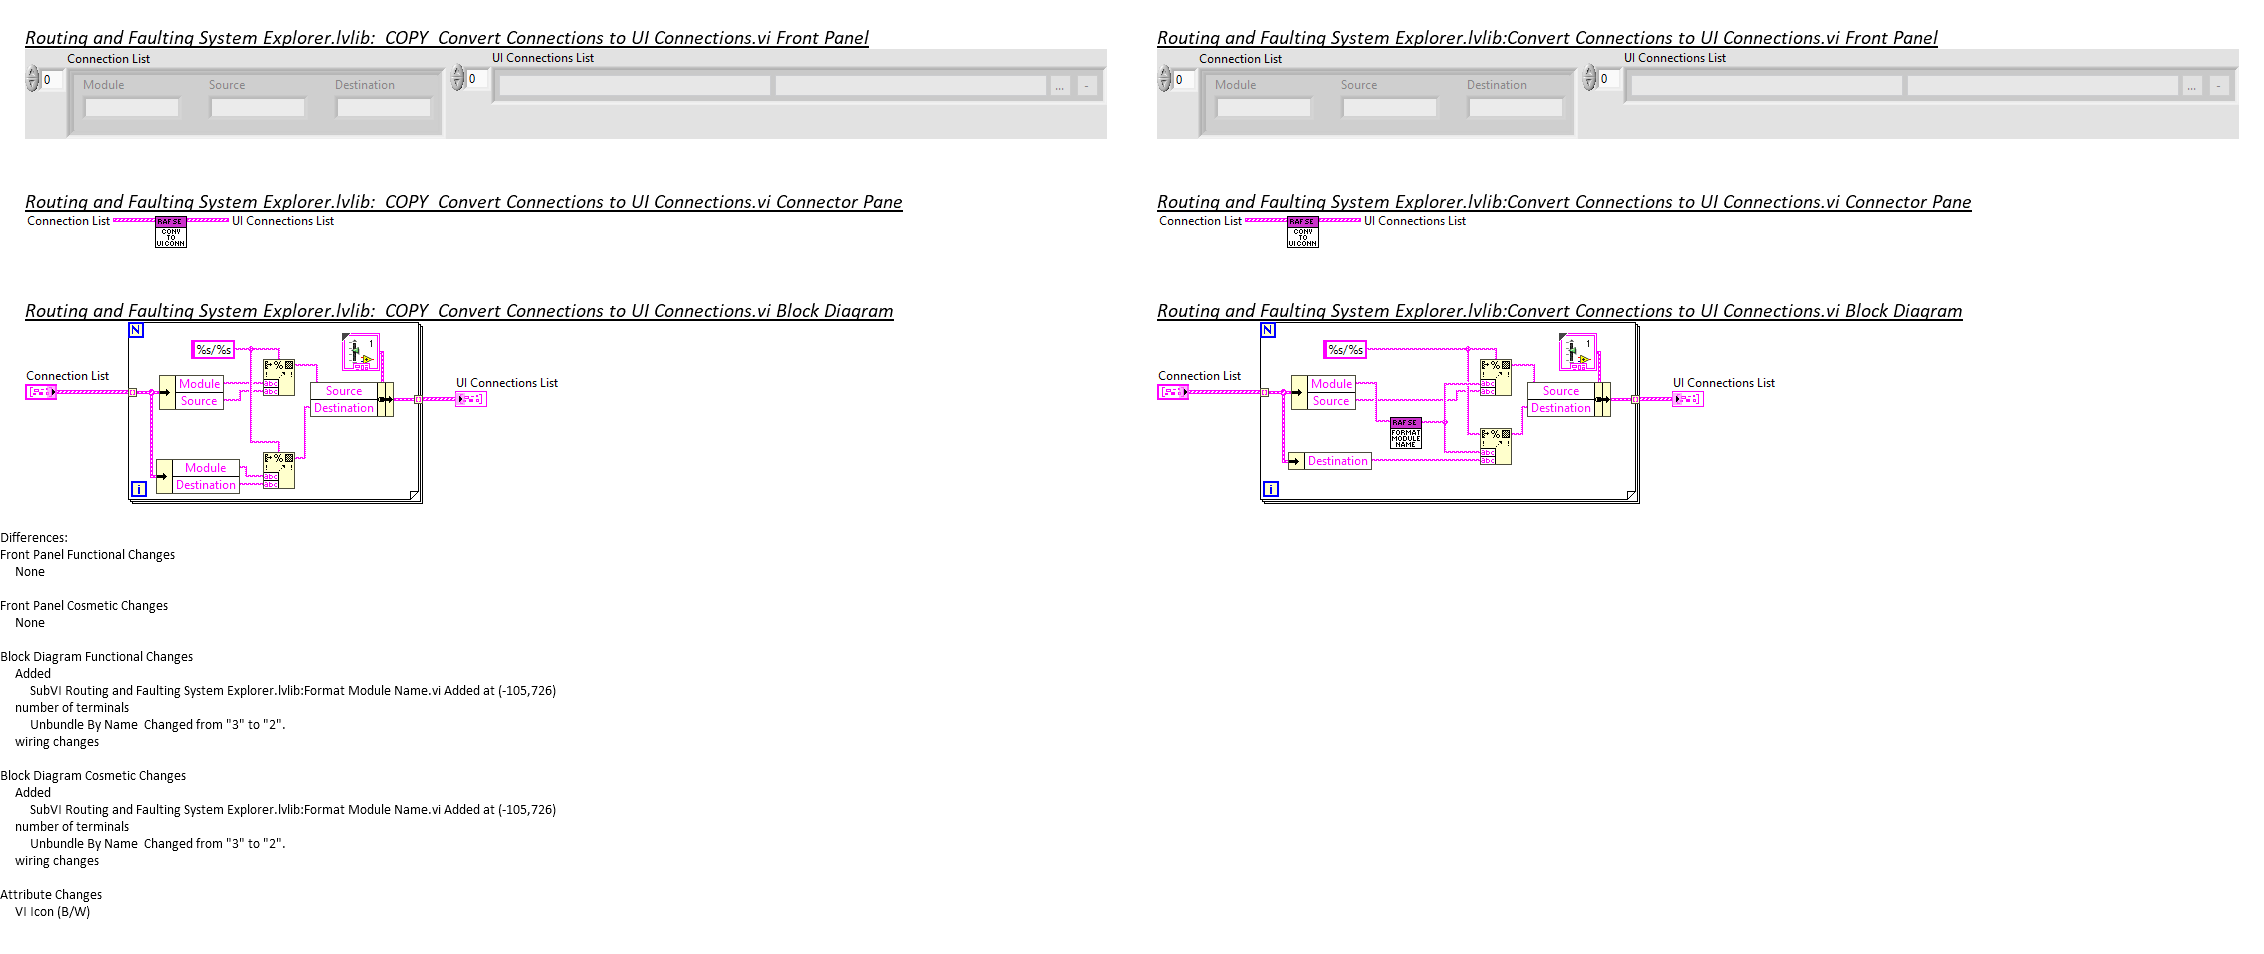 Routing and Faulting System Explorer.lvlib:  COPY  Convert Connections to UI Connections.vi Front Panel
Connection List
UI Connections List
0
Module
Source
Destination
0
...
-
Routing and Faulting System Explorer.lvlib:  COPY  Convert Connections to UI Connections.vi Connector Pane
Connection List
RAF SE
CONV
TO
UI CONN
UI Connections List
Routing and Faulting System Explorer.lvlib:  COPY  Convert Connections to UI Connections.vi Block Diagram
N
%s/%s
1
Connection List
Module
Source
abc
abc
Source
Destination
UI Connections List
Module
Destination
abc
abc
i
Routing and Faulting System Explorer.lvlib:Convert Connections to UI Connections.vi Front Panel
Connection List
UI Connections List
0
Module
Source
Destination
0
...
-
Routing and Faulting System Explorer.lvlib:Convert Connections to UI Connections.vi Connector Pane
Connection List
RAF SE
CONV
TO
UI CONN
UI Connections List
Routing and Faulting System Explorer.lvlib:Convert Connections to UI Connections.vi Block Diagram
N
%s/%s
1
Connection List
Module
Source
abc
abc
Source
Destination
UI Connections List
RAF SE
FORMAT
MODULE
NAME
Destination
abc
abc
i
Differences:
Front Panel Functional Changes
None
Front Panel Cosmetic Changes
None
Block Diagram Functional Changes
Added
SubVI Routing and Faulting System Explorer.lvlib:Format Module Name.vi Added at (-105,726)
number of terminals
Unbundle By Name  Changed from "3" to "2".
wiring changes
Block Diagram Cosmetic Changes
Added
SubVI Routing and Faulting System Explorer.lvlib:Format Module Name.vi Added at (-105,726)
number of terminals
Unbundle By Name  Changed from "3" to "2".
wiring changes
Attribute Changes
VI Icon (B/W)